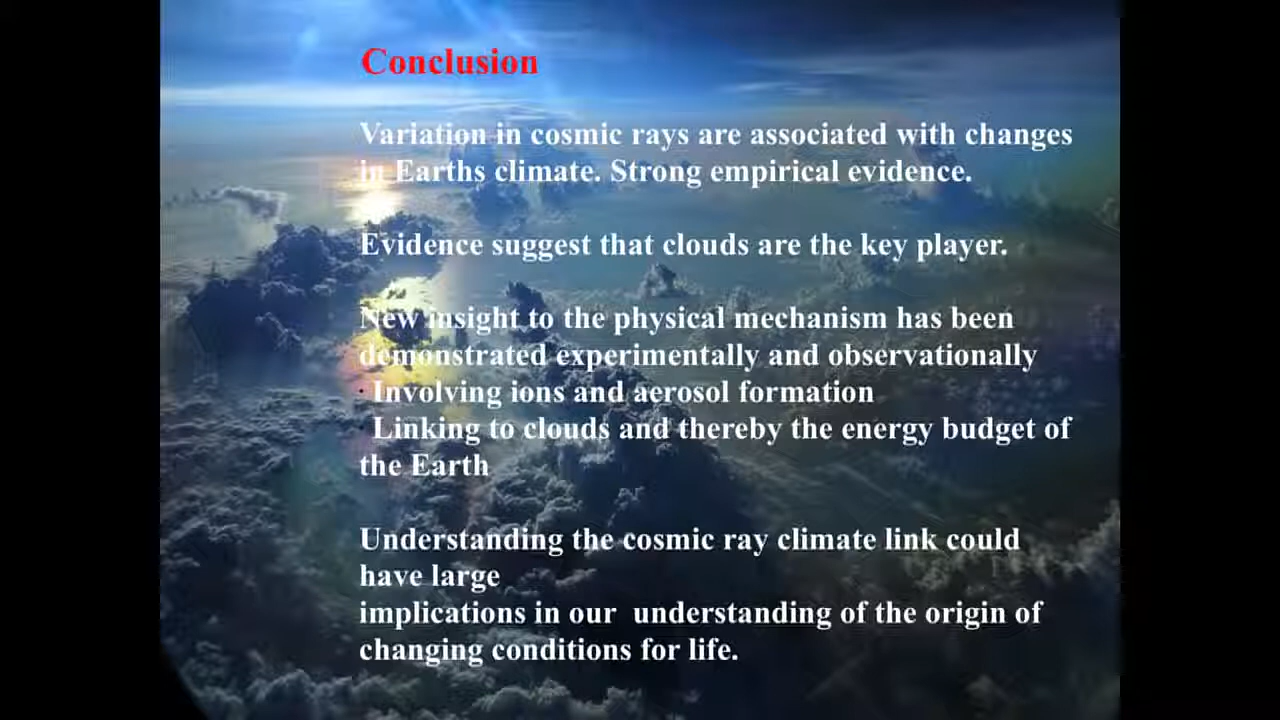 Conclusion
Variation in cosmic rays are associated with changes
in Earths climate. Strong empirical evidence.
Evidence suggest that clouds are the key player.
New insight to the physical mechanism has been
demonstrated experimentally and observationally
· Involving ions and aerosol formation
· Linking to clouds and thereby the energy budget of
the Earth
Understanding the cosmic ray climate link could
have large
implications in our  understanding of the origin of
changing conditions for life.